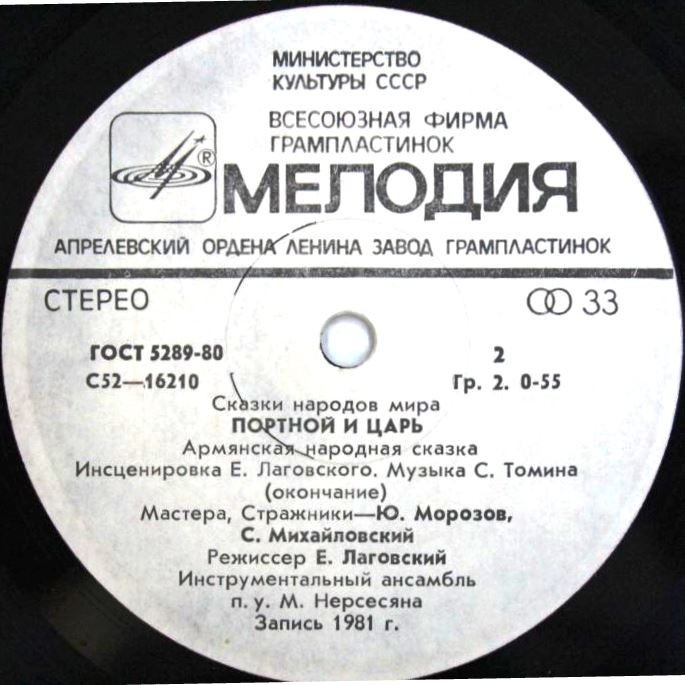 МИНИСТЕРСТВО
КУЛЬТУРЫ СССР
ВСЕСОЮЗНАЯ ФИРМА
ГРАМПЛАСТИНОК
®
МЕЛОДИЯ
АПРЕЛЕВСКИЙ ОРДЕНА ЛЕНИНА ЗАВОД ГРАМПЛАСТИНОК
СТЕРЕО 33
ГОСТ 5289-80 2
С52—16210 Гр. 2. 0-55
Сказки народов мира
ПОРТНОЙ И ЦАРЬ
Армянская народная сказка
Инсценировка Е. Лаговского. Музыка С. Томина
(окончание)
Мастера, Стражники—Ю. Морозов,
С. Михайловский
Режиссер Е. Лаговский
Инструментальный ансамбль
п. у. М. Нерсесяна
Запись 1981 г.